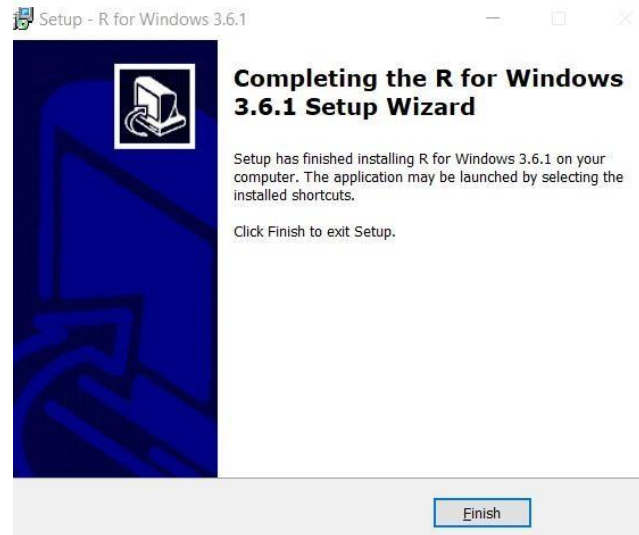 Setup - R for Windows 3.6.1
Completing the R for Windows
3.6.1 Setup Wizard
Setup has finished installing R for Windows 3.6.1 on your
computer. The application may be launched by selecting the
installed shortcuts.
Click Finish to exit Setup.
Finish